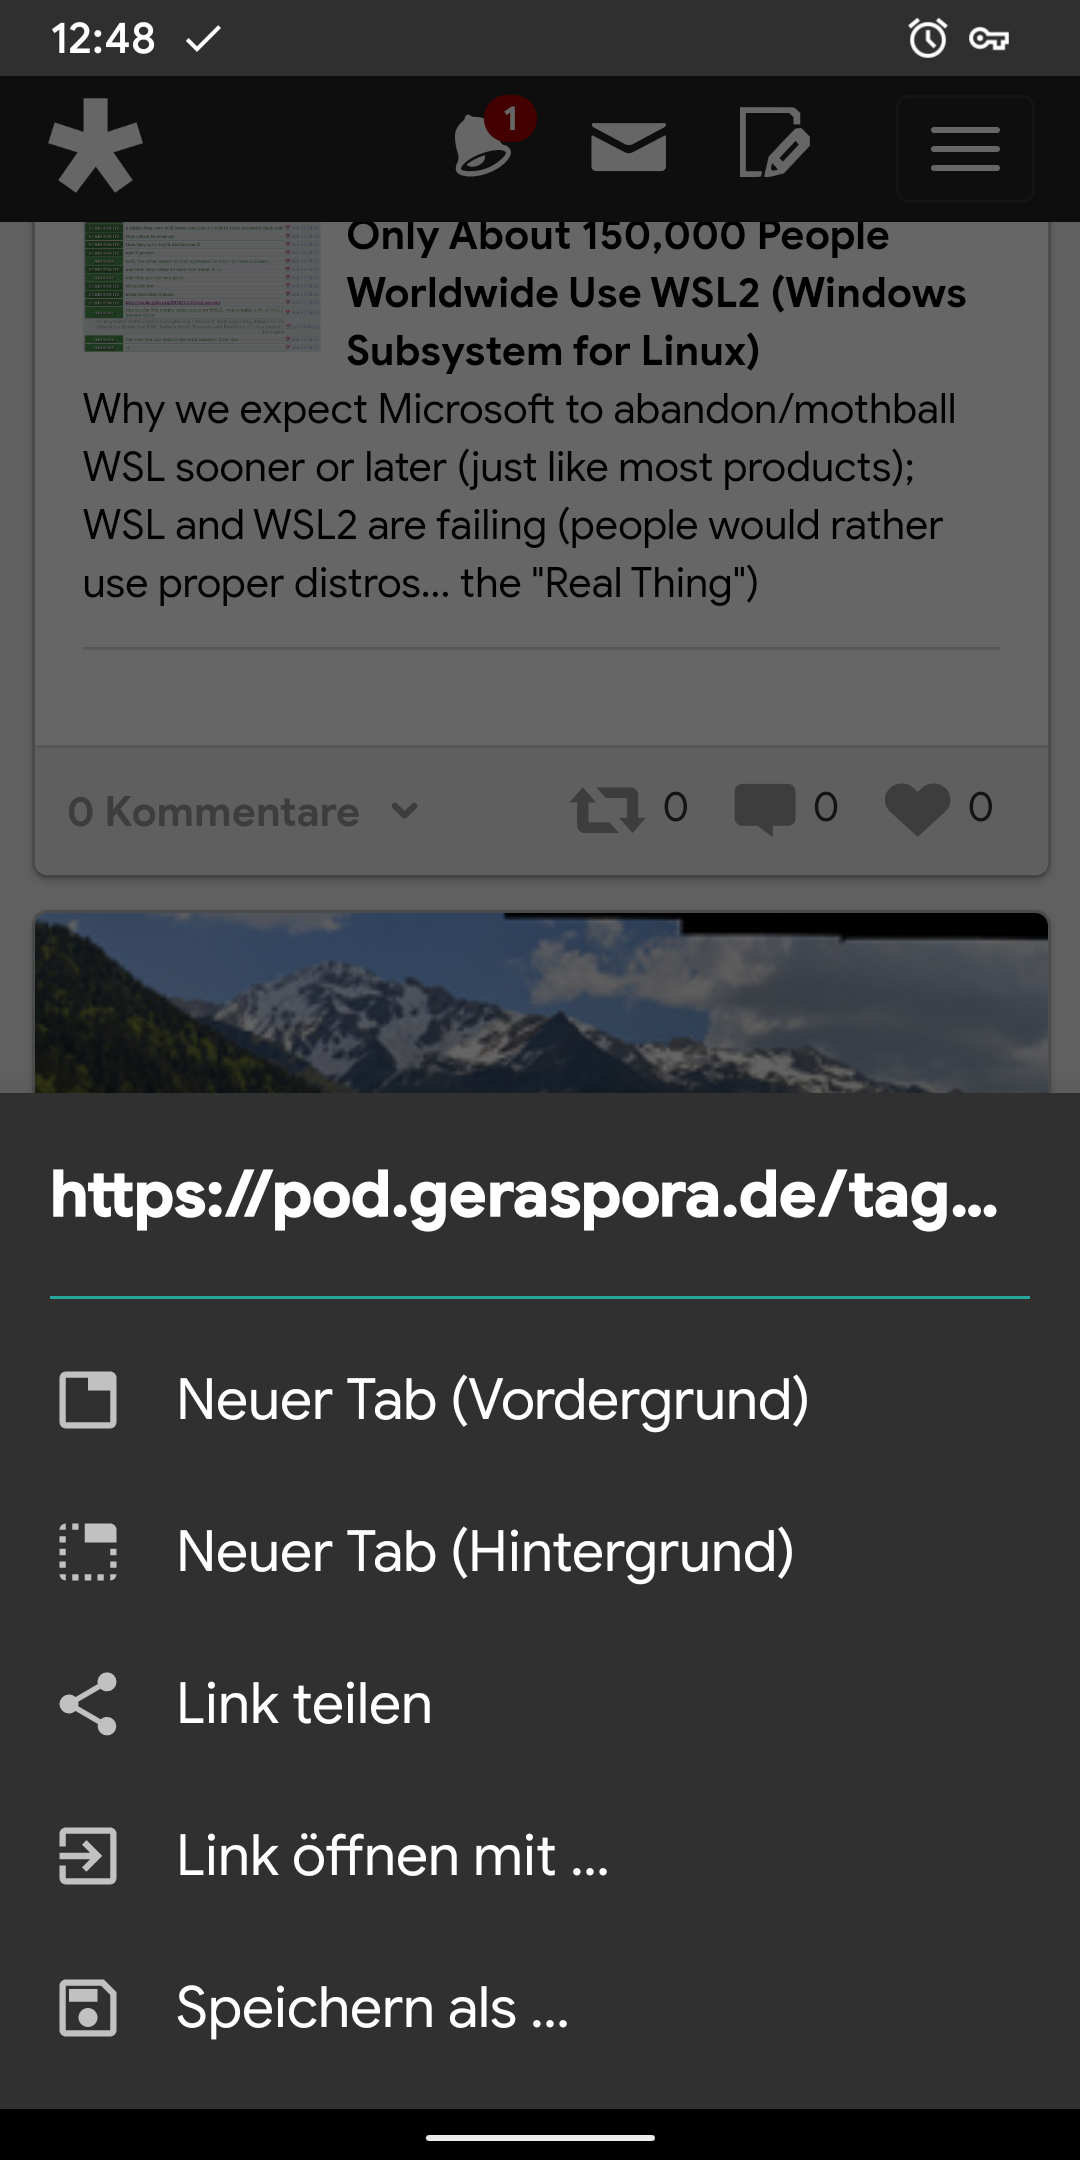 12:48
1
Only About 150,000 People
Worldwide Use WSL2 (Windows
Subsystem for Linux)
Why we expect Microsoft to abandon/mothball
WSL sooner or later (just like most products);
WSL and WSL2 are failing (people would rather
use proper distros... the "Real Thing")
0 Kommentare 0 0 0
https://pod.geraspora.de/tag...
Neuer Tab (Vordergrund)
Neuer Tab (Hintergrund)
Link teilen
Link öffnen mit ...
Speichern als ...